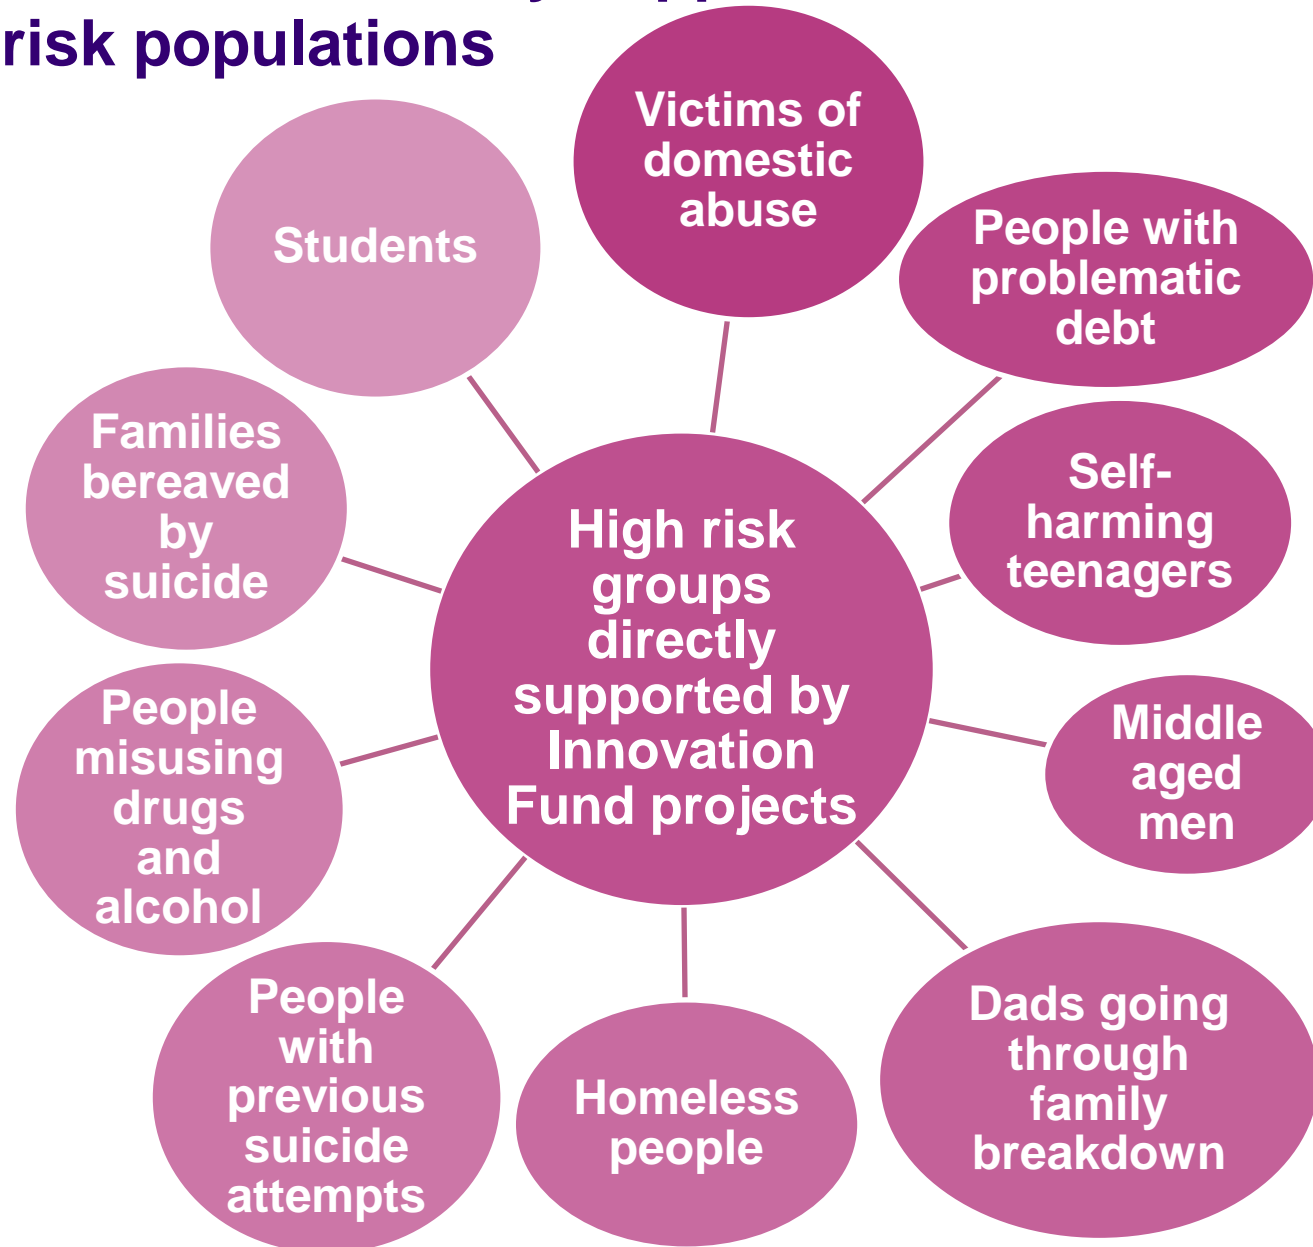 risk populations
Victims of
domestic
abuse
People with
problematic
debt
Self-
harming
teenagers
Middle
aged
men
Dads going
through
family
breakdown
Homeless
people
People
with
previous
suicide
attempts
People
misusing
drugs
and
alcohol
Families
bereaved
by
suicide
Students
High risk
groups
directly
supported by
Innovation
Fund projects